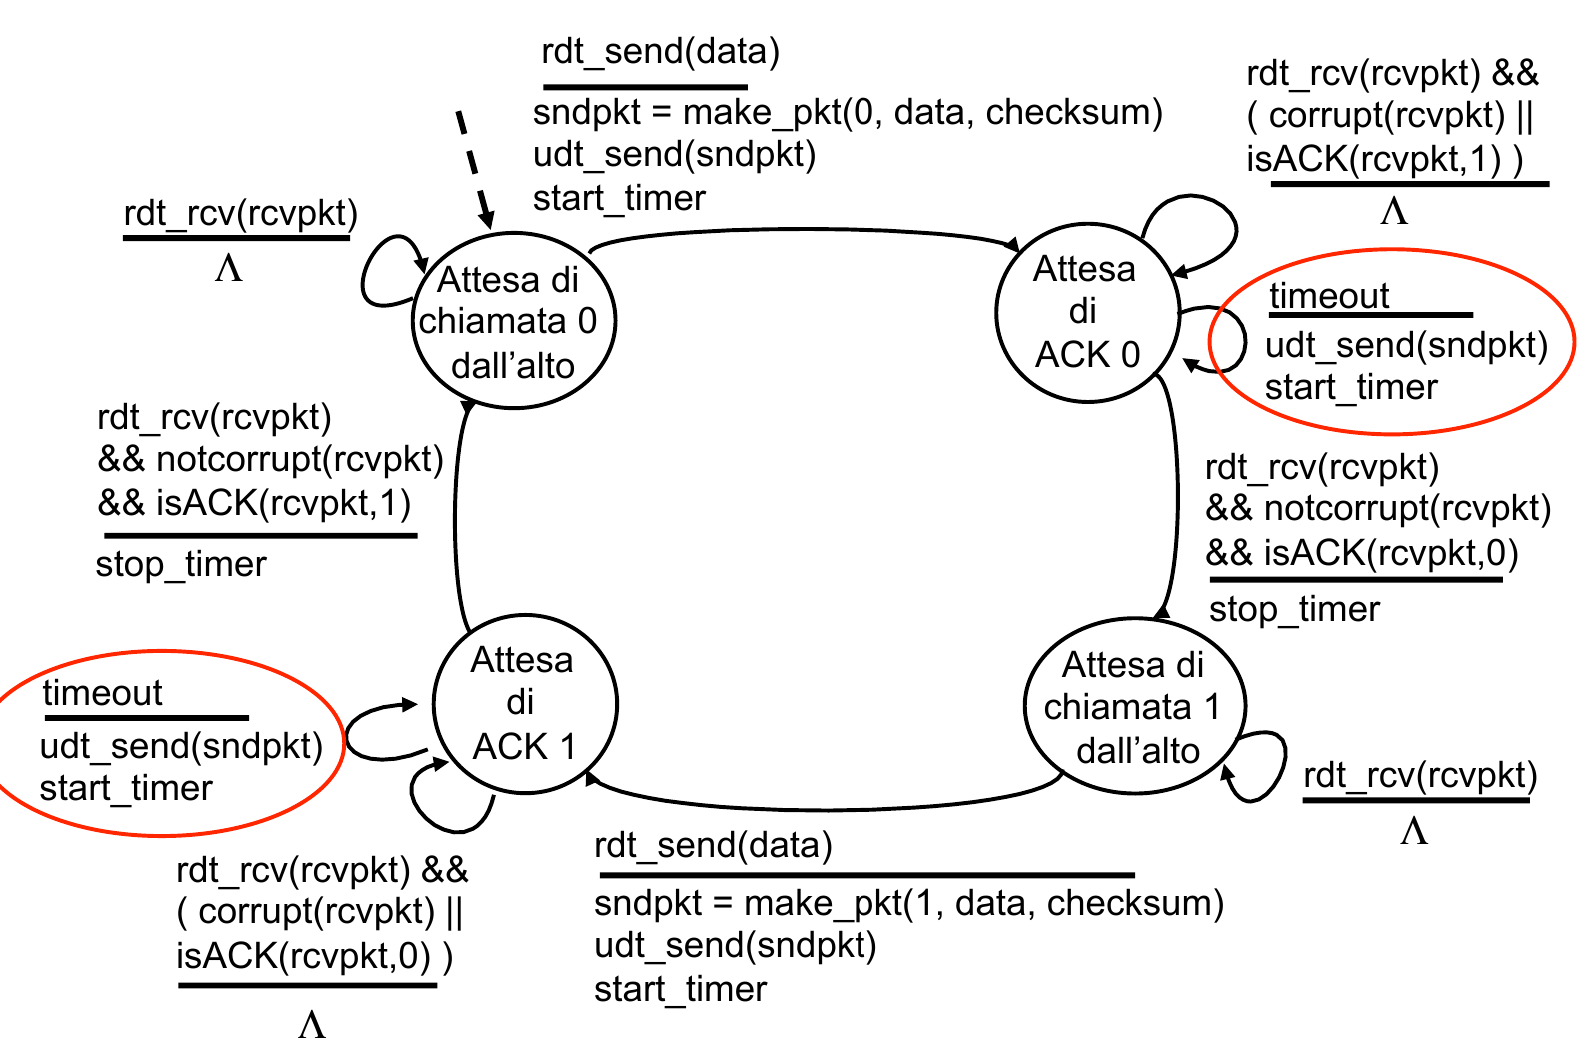 rdt_send(data)
sndpkt = make_pkt(0, data, checksum)
udt_send(sndpkt)
start_timer
rdt_rcv(rcvpkt) &&
( corrupt(rcvpkt) ||
isACK(rcvpkt,1) )
Λ
rdt_rcv(rcvpkt)
Λ
Attesa di
chiamata 0
dall’alto
Attesa
di
ACK 0
timeout
udt_send(sndpkt)
start_timer
rdt_rcv(rcvpkt)
&& notcorrupt(rcvpkt)
&& isACK(rcvpkt,1)
stop_timer
rdt_rcv(rcvpkt)
&& notcorrupt(rcvpkt)
&& isACK(rcvpkt,0)
stop_timer
timeout
udt_send(sndpkt)
start_timer
Attesa
di
ACK 1
Attesa di
chiamata 1
dall’alto
rdt_rcv(rcvpkt)
Λ
rdt_rcv(rcvpkt) &&
( corrupt(rcvpkt) ||
isACK(rcvpkt,0) )
Λ
rdt_send(data)
sndpkt = make_pkt(1, data, checksum)
udt_send(sndpkt)
start_timer